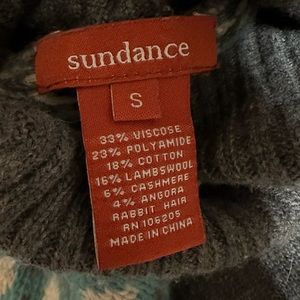 sundance
S
33% VISCOSE
23% POLYAMIDE
18% COTTON
16% LAMBSWOOL
6% CASHMERE
4% ANGORA
RABBIT HAIR
RN 106205
MADE IN CHINA